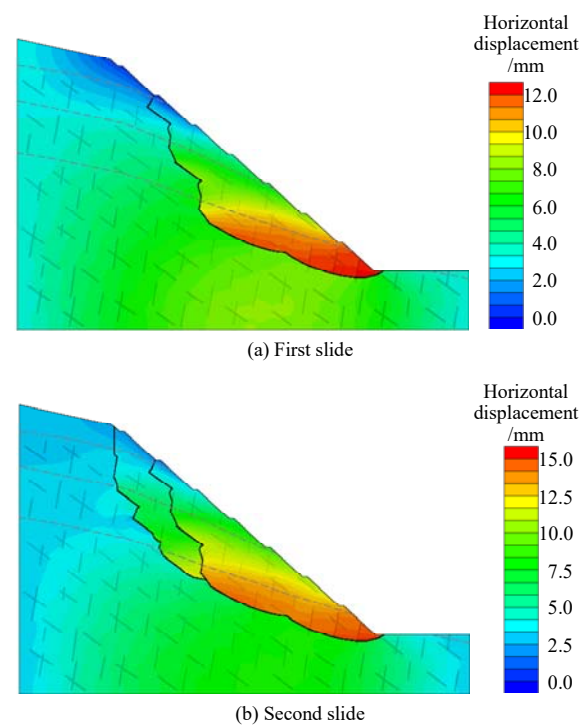 Horizontal
displacement
/mm
12.0
10.0
8.0
6.0
4.0
2.0
0.0
(a) First slide
Horizontal
displacement
/mm
15.0
12.5
10.0
7.5
5.0
2.5
0.0
(b) Second slide